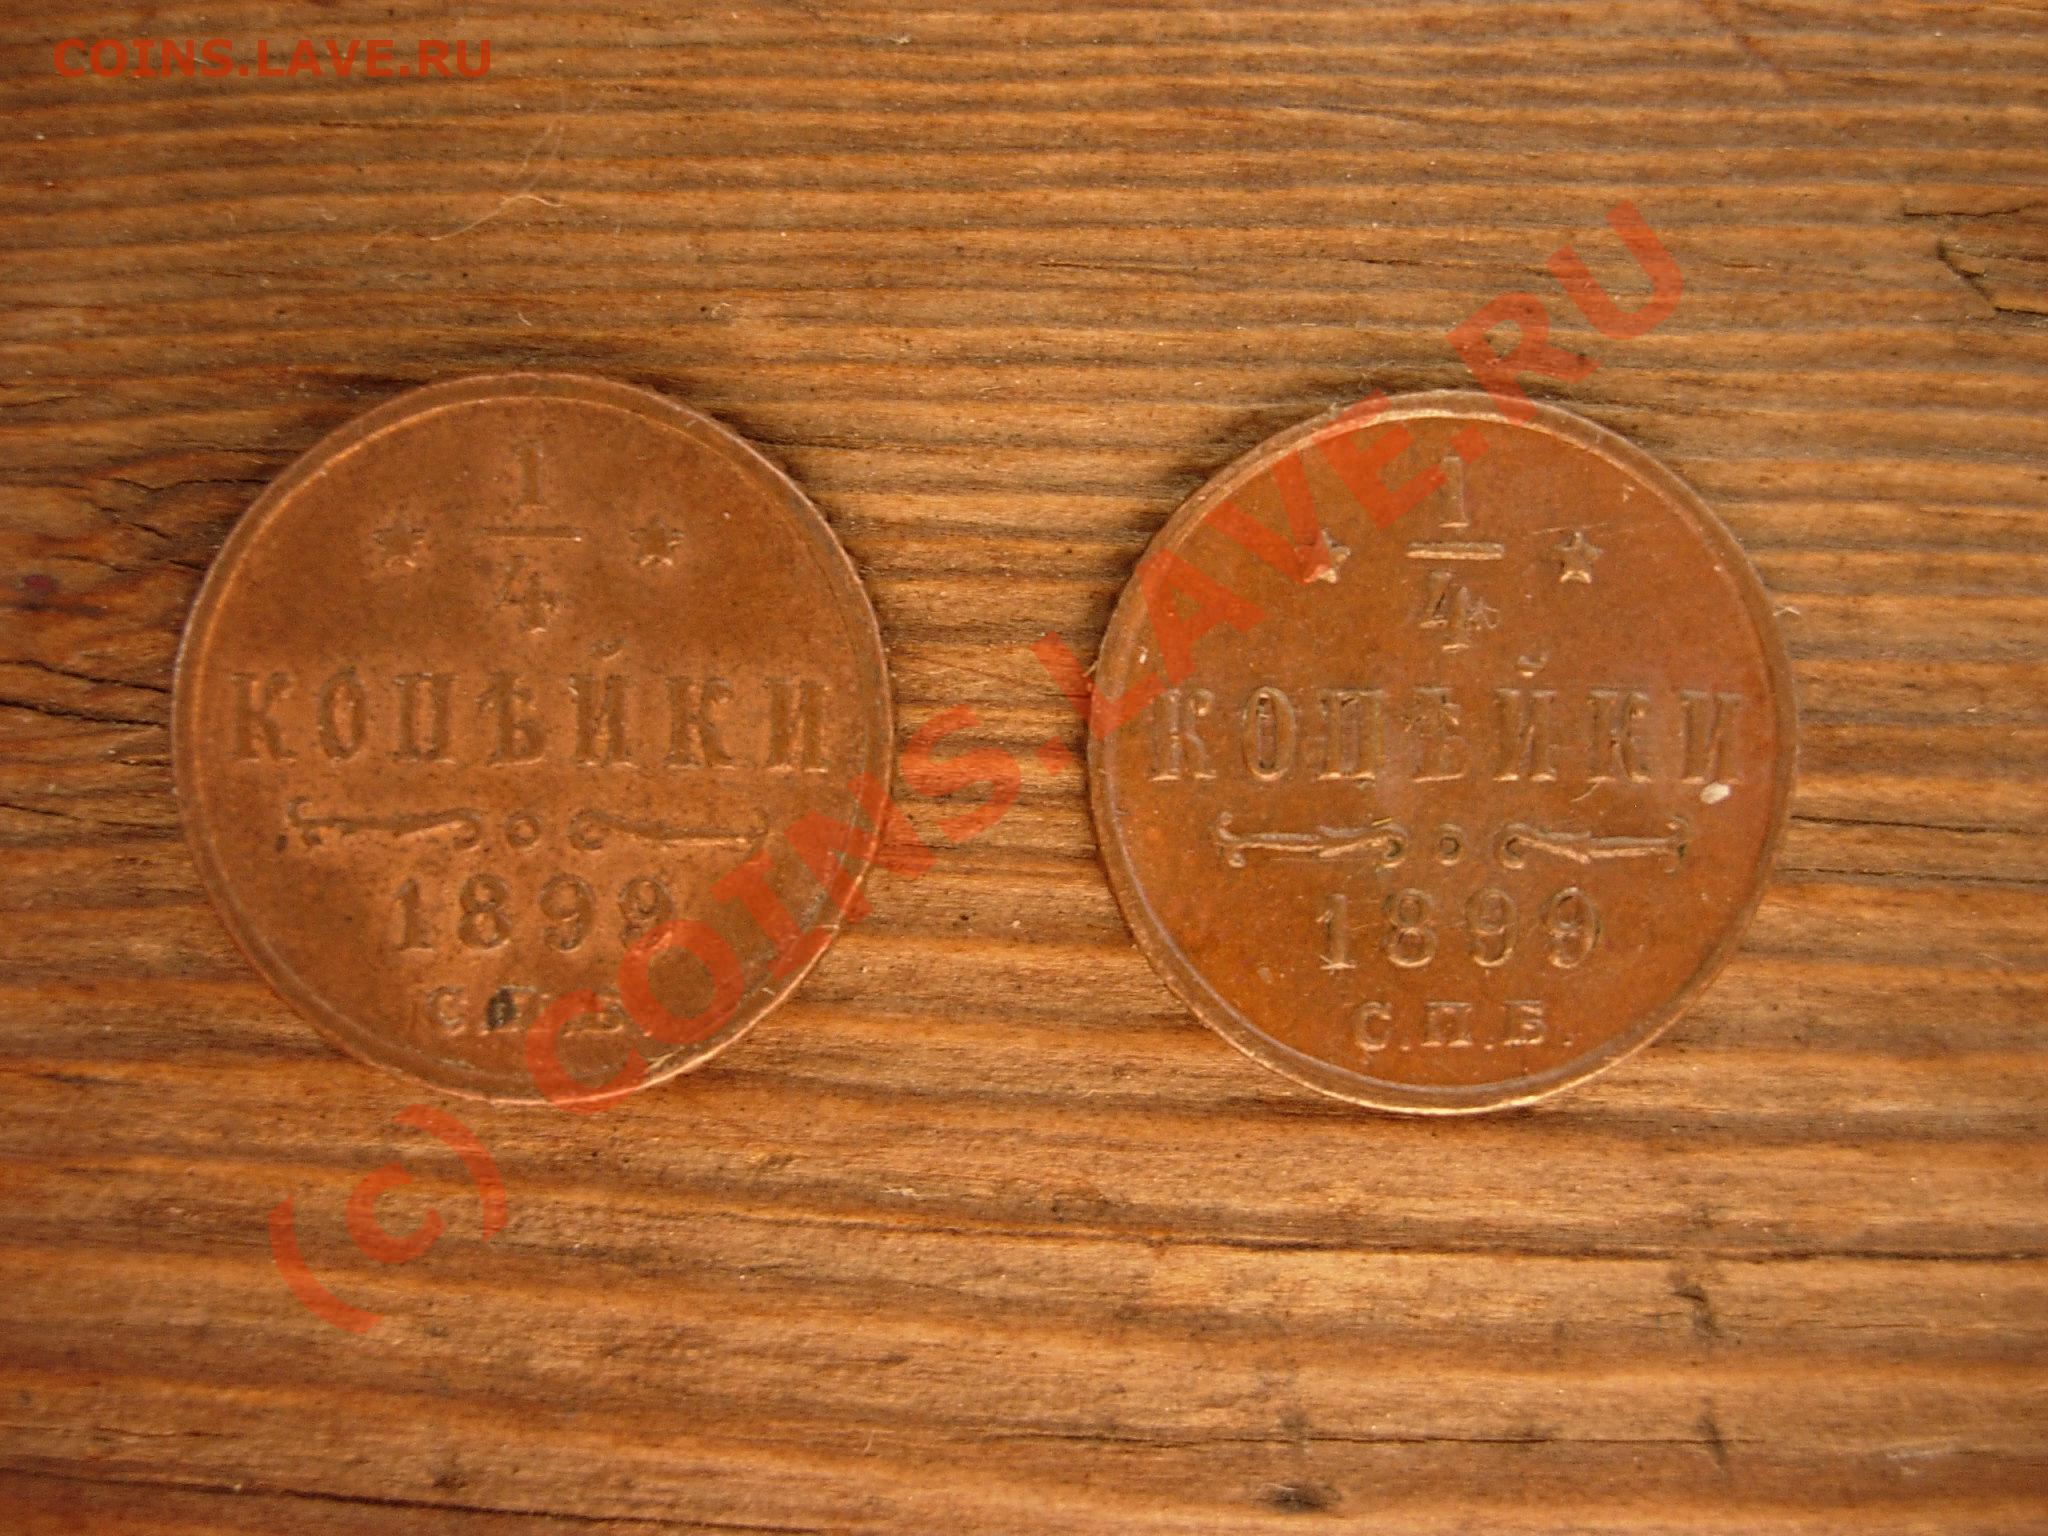 COINS.LAVE.RU
1
4
КОПѢЙКИ
1899
С.П.Б.
1
4
КОПѢЙКИ
1899
С.П.Б.
(c) COINS.LAVE.RU